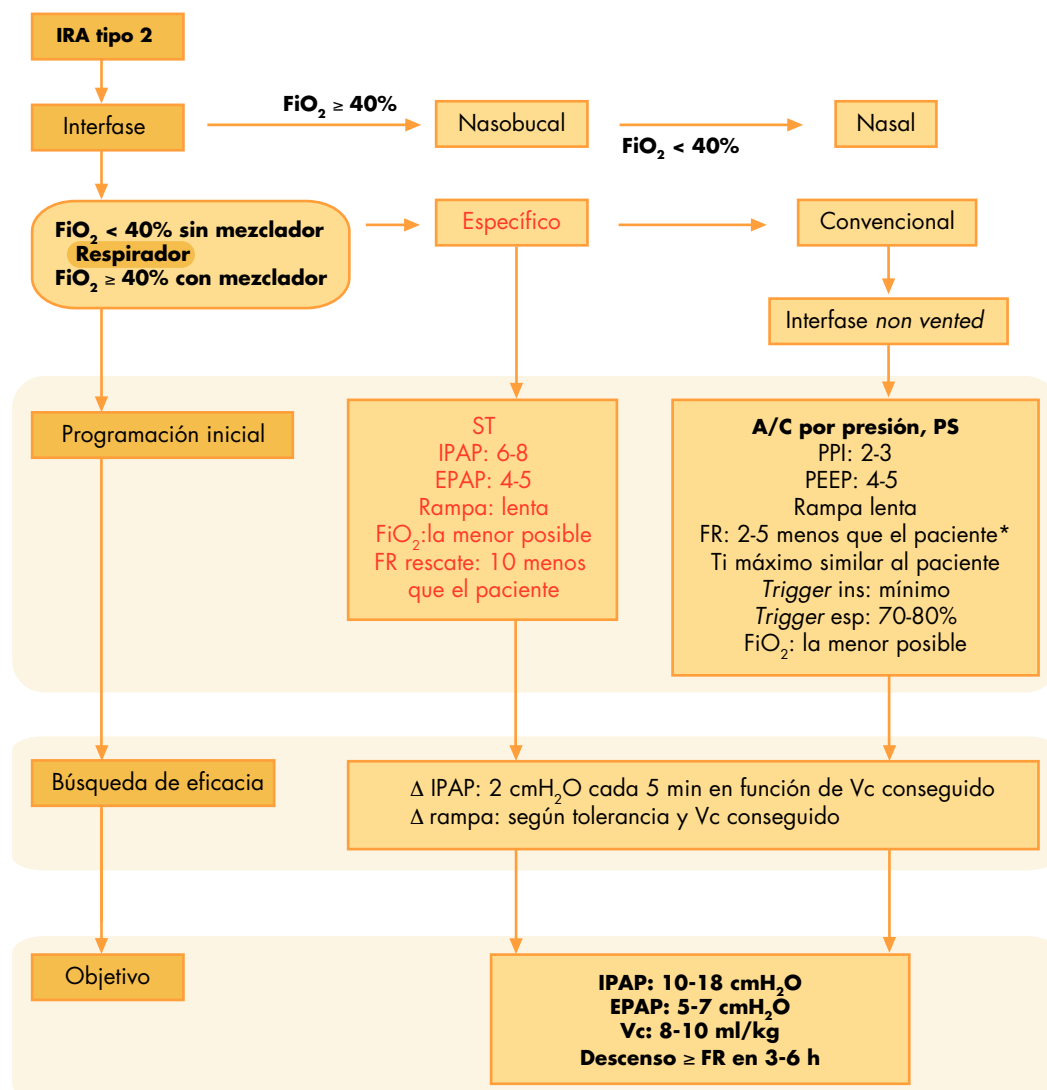 IRA tipo 2
Interfase
FiO₂ ≥ 40%
Nasobucal
FiO₂ < 40%
Nasal
FiO₂ < 40% sin mezclador
Respirador
FiO₂ ≥ 40% con mezclador
Específico
Convencional
Interfase non vented
Programación inicial
ST
IPAP: 6-8
EPAP: 4-5
Rampa: lenta
FiO₂:la menor posible
FR rescate: 10 menos
que el paciente
A/C por presión, PS
PPI: 2-3
PEEP: 4-5
Rampa lenta
FR: 2-5 menos que el paciente*
Ti máximo similar al paciente
Trigger ins: mínimo
Trigger esp: 70-80%
FiO₂: la menor posible
Búsqueda de eficacia
Δ IPAP: 2 cmH₂O cada 5 min en función de Vc conseguido
Δ rampa: según tolerancia y Vc conseguido
Objetivo
IPAP: 10-18 cmH₂O
EPAP: 5-7 cmH₂O
Vc: 8-10 ml/kg
Descenso ≥ FR en 3-6 h